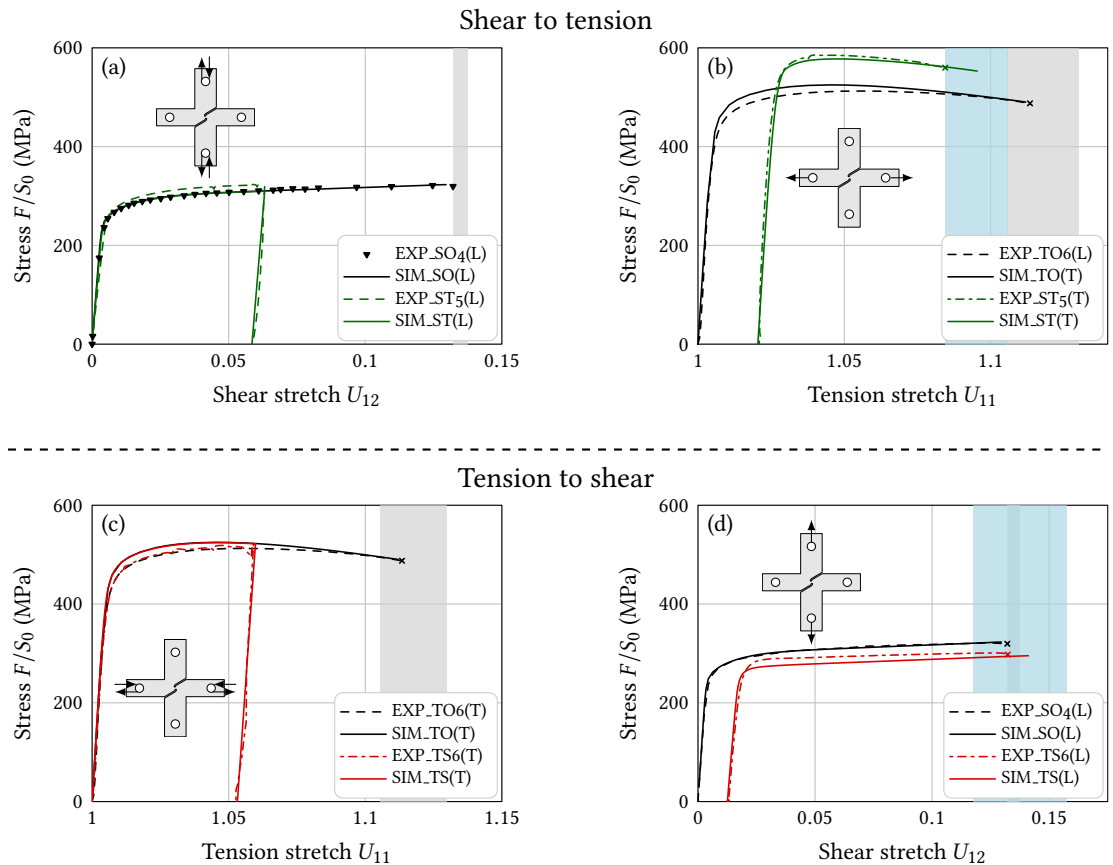 Shear to tension
(a)
Stress F/S0 (MPa)
600
400
200
0
0
0.05
0.1
0.15
Shear stretch U12
EXP_SO4(L)
SIM_SO(L)
EXP_ST5(L)
SIM_ST(L)
(b)
Stress F/S0 (MPa)
600
400
200
0
1
1.05
1.1
Tension stretch U11
EXP_TO6(L)
SIM_TO(T)
EXP_ST5(T)
SIM_ST(T)
Tension to shear
(c)
Stress F/S0 (MPa)
600
400
200
0
1
1.05
1.1
1.15
Tension stretch U11
EXP_TO6(T)
SIM_TO(T)
EXP_TS6(T)
SIM_TS(T)
(d)
Stress F/S0 (MPa)
600
400
200
0
0
0.05
0.1
0.15
Shear stretch U12
EXP_SO4(L)
SIM_SO(L)
EXP_TS6(L)
SIM_TS(L)